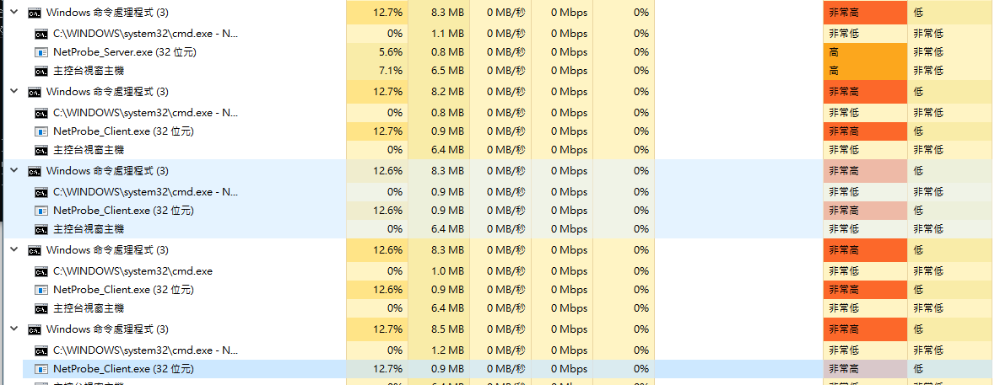 Windows 命令處理程式 (3) 12.7% 8.3 MB 0 MB/秒 0 Mbps 0% 非常高 低
C:\WINDOWS\system32\cmd.exe - N... 0% 1.1 MB 0 MB/秒 0 Mbps 0% 非常低 非常低
NetProbe_Server.exe (32 位元) 5.6% 0.8 MB 0 MB/秒 0 Mbps 0% 高 非常低
主控台視窗主機 7.1% 6.5 MB 0 MB/秒 0 Mbps 0% 高 非常低
Windows 命令處理程式 (3) 12.7% 8.2 MB 0 MB/秒 0 Mbps 0% 非常高 低
C:\WINDOWS\system32\cmd.exe - N... 0% 0.8 MB 0 MB/秒 0 Mbps 0% 非常低 非常低
NetProbe_Client.exe (32 位元) 12.7% 0.9 MB 0 MB/秒 0 Mbps 0% 非常高 低
主控台視窗主機 0% 6.4 MB 0 MB/秒 0 Mbps 0% 非常低 非常低
Windows 命令處理程式 (3) 12.6% 8.3 MB 0 MB/秒 0 Mbps 0% 非常高 低
C:\WINDOWS\system32\cmd.exe - N... 0% 0.9 MB 0 MB/秒 0 Mbps 0% 非常低 非常低
NetProbe_Client.exe (32 位元) 12.6% 0.9 MB 0 MB/秒 0 Mbps 0% 非常高 低
主控台視窗主機 0% 6.4 MB 0 MB/秒 0 Mbps 0% 非常低 非常低
Windows 命令處理程式 (3) 12.6% 8.3 MB 0 MB/秒 0 Mbps 0% 非常高 低
C:\WINDOWS\system32\cmd.exe 0% 1.0 MB 0 MB/秒 0 Mbps 0% 非常低 非常低
NetProbe_Client.exe (32 位元) 12.6% 0.9 MB 0 MB/秒 0 Mbps 0% 非常高 低
主控台視窗主機 0% 6.4 MB 0 MB/秒 0 Mbps 0% 非常低 非常低
Windows 命令處理程式 (3) 12.7% 8.5 MB 0 MB/秒 0 Mbps 0% 非常高 低
C:\WINDOWS\system32\cmd.exe - N... 0% 1.2 MB 0 MB/秒 0 Mbps 0% 非常低 非常低
NetProbe_Client.exe (32 位元) 12.7% 0.9 MB 0 MB/秒 0 Mbps 0% 非常高 低